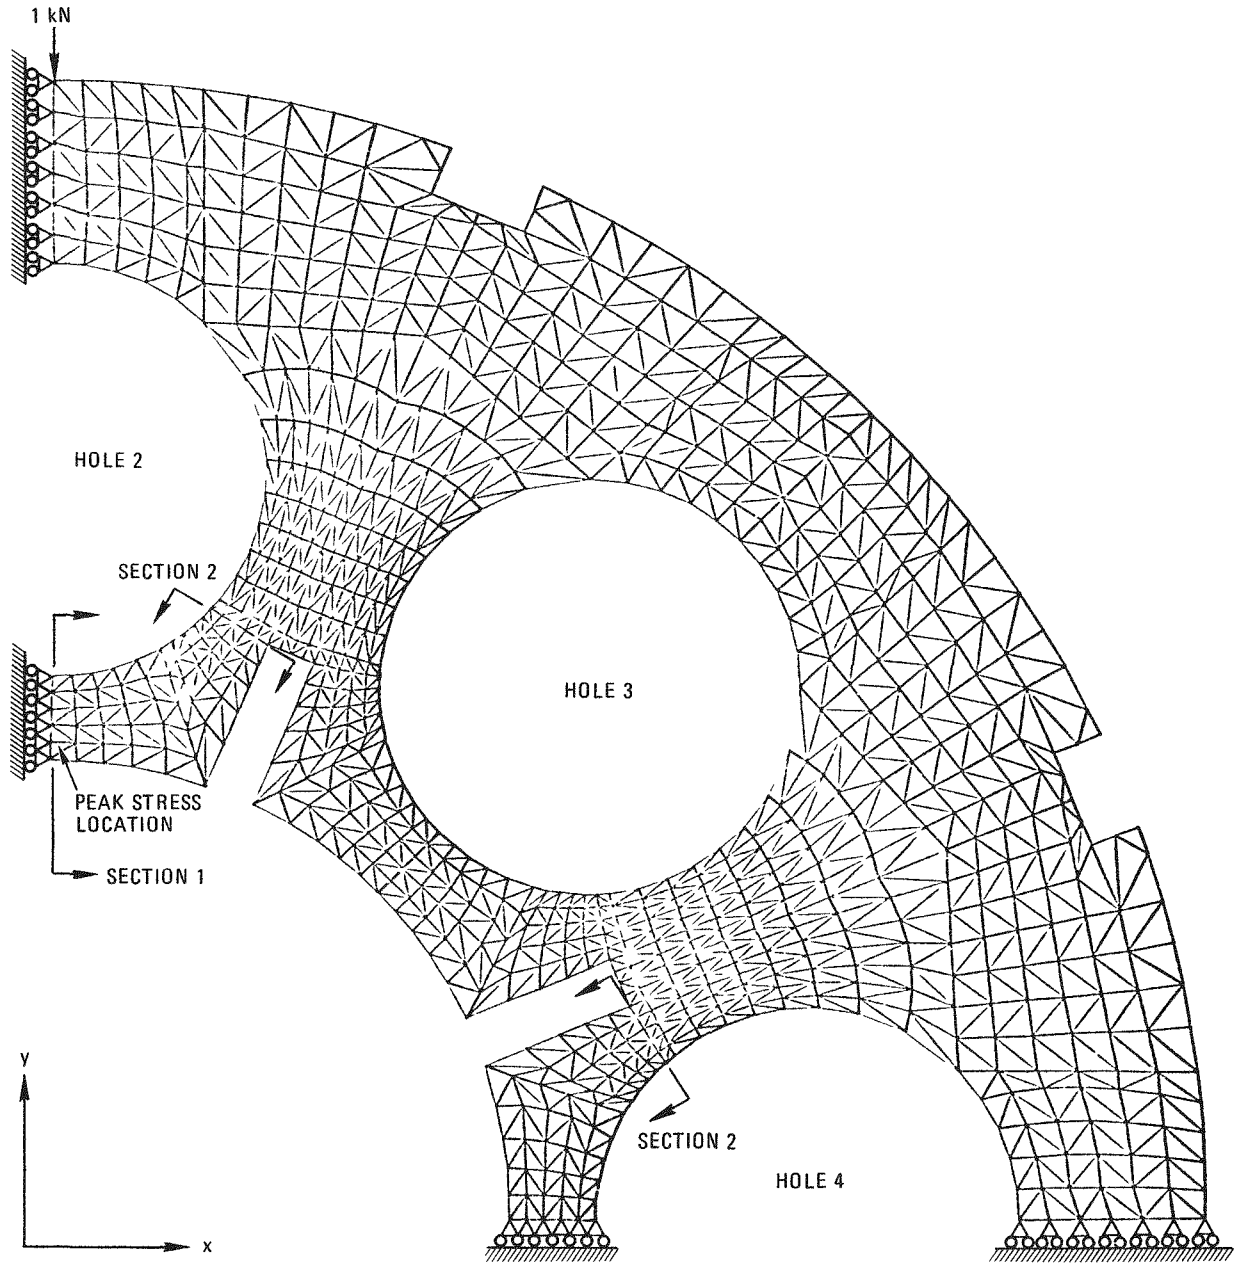 1 kN
HOLE 2
SECTION 2
HOLE 3
PEAK STRESS
LOCATION
SECTION 1
y
SECTION 2
HOLE 4
x